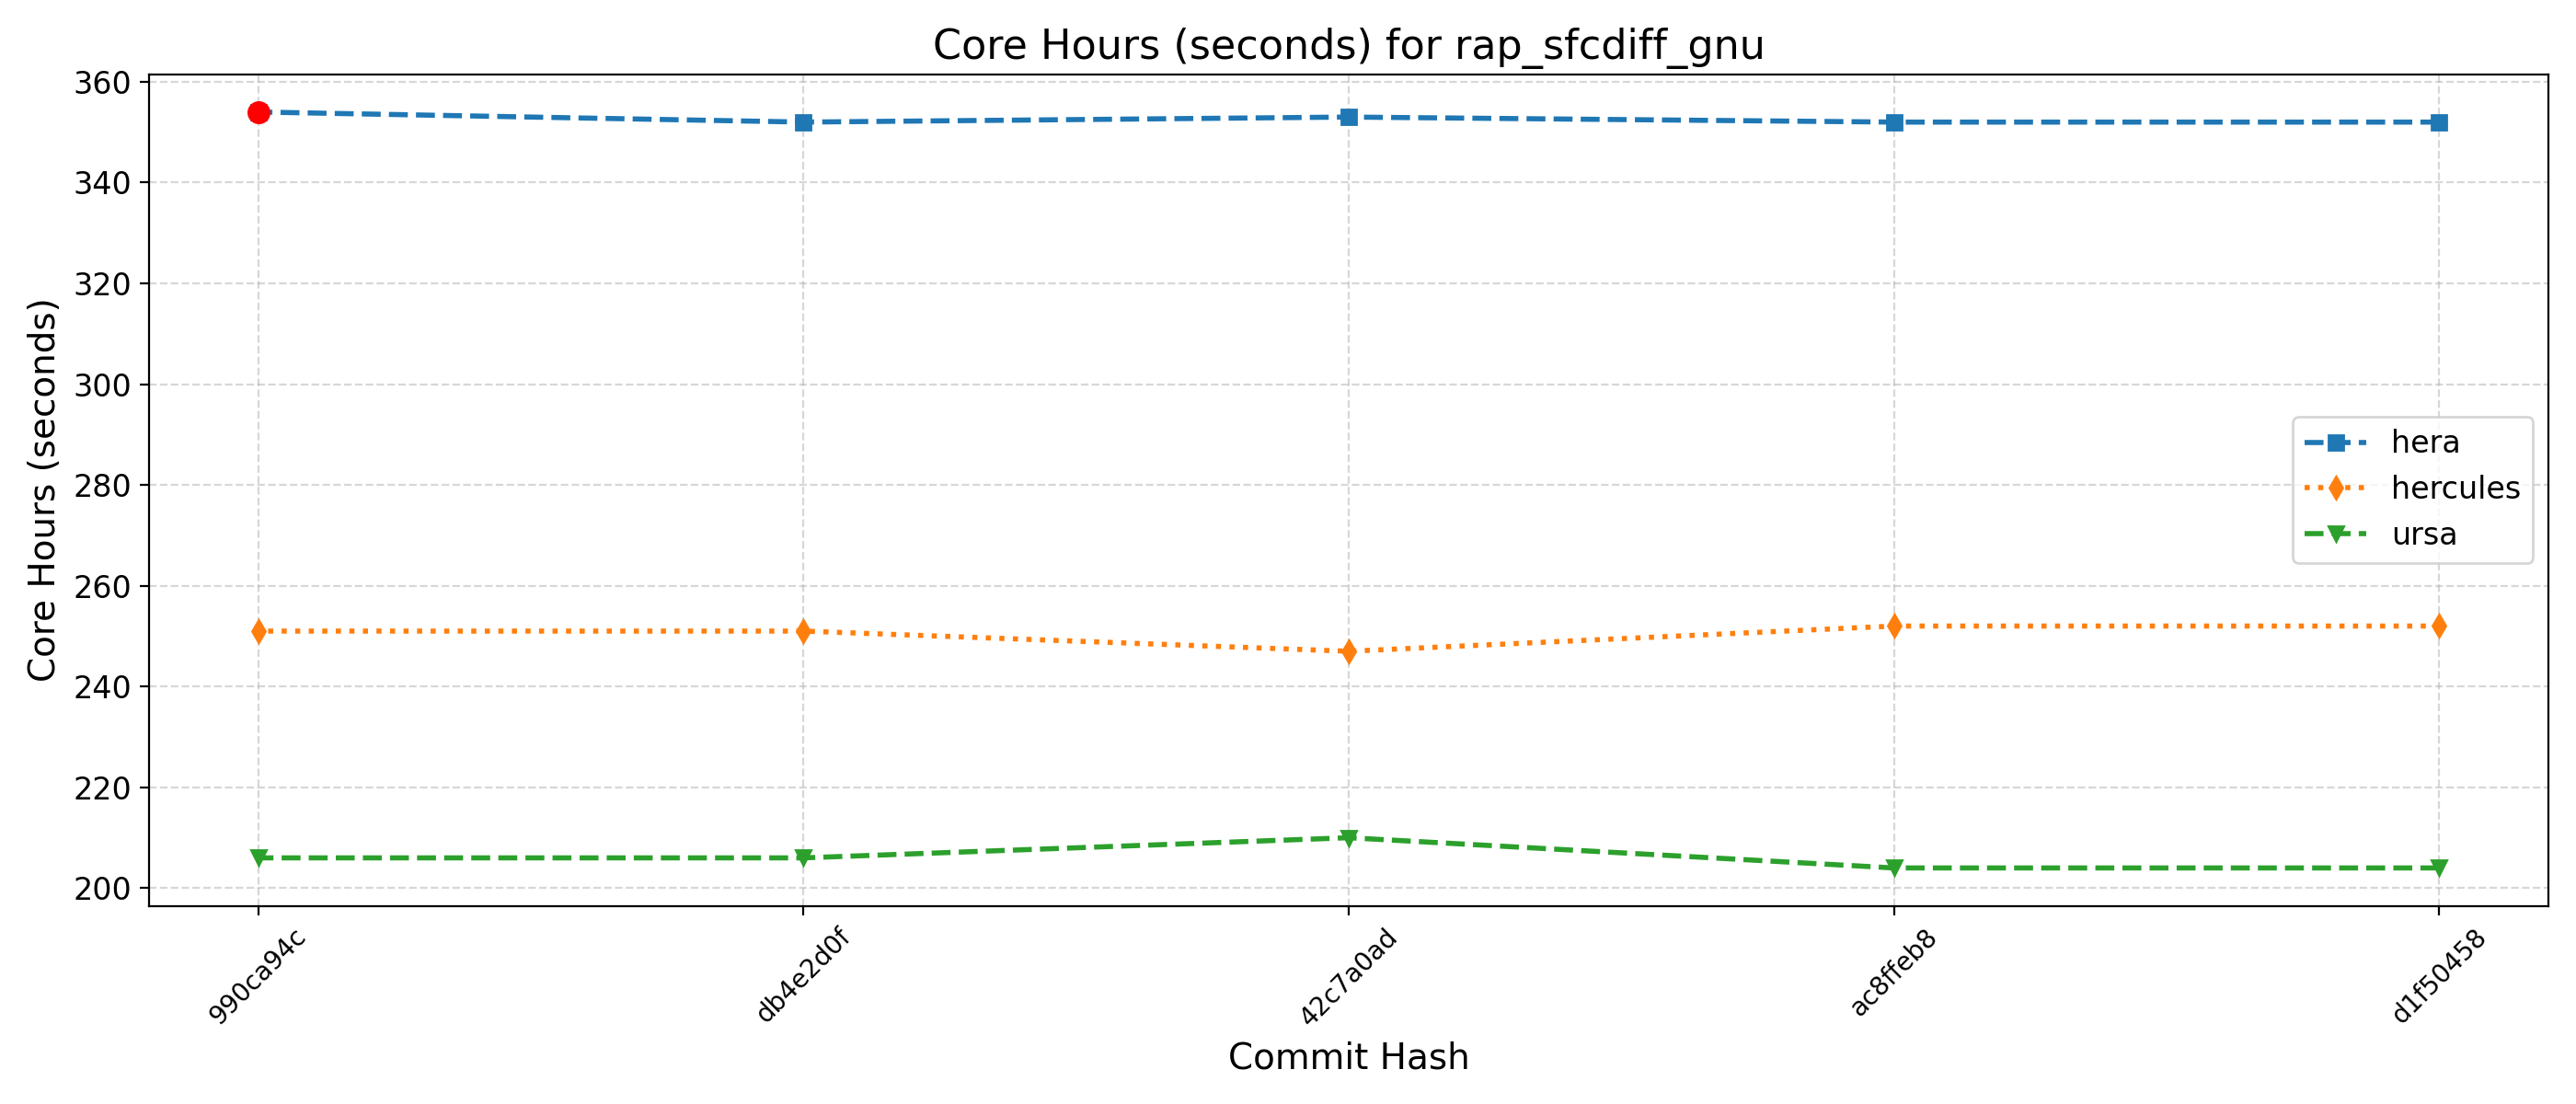 Core Hours (seconds) for rap_sfcdiff_gnu
Core Hours (seconds)
360
340
320
300
280
260
240
220
200
hera
hercules
ursa
990ca94c
db4e2d0f
42c7a0ad
ac8ffeb8
d1f50458
Commit Hash